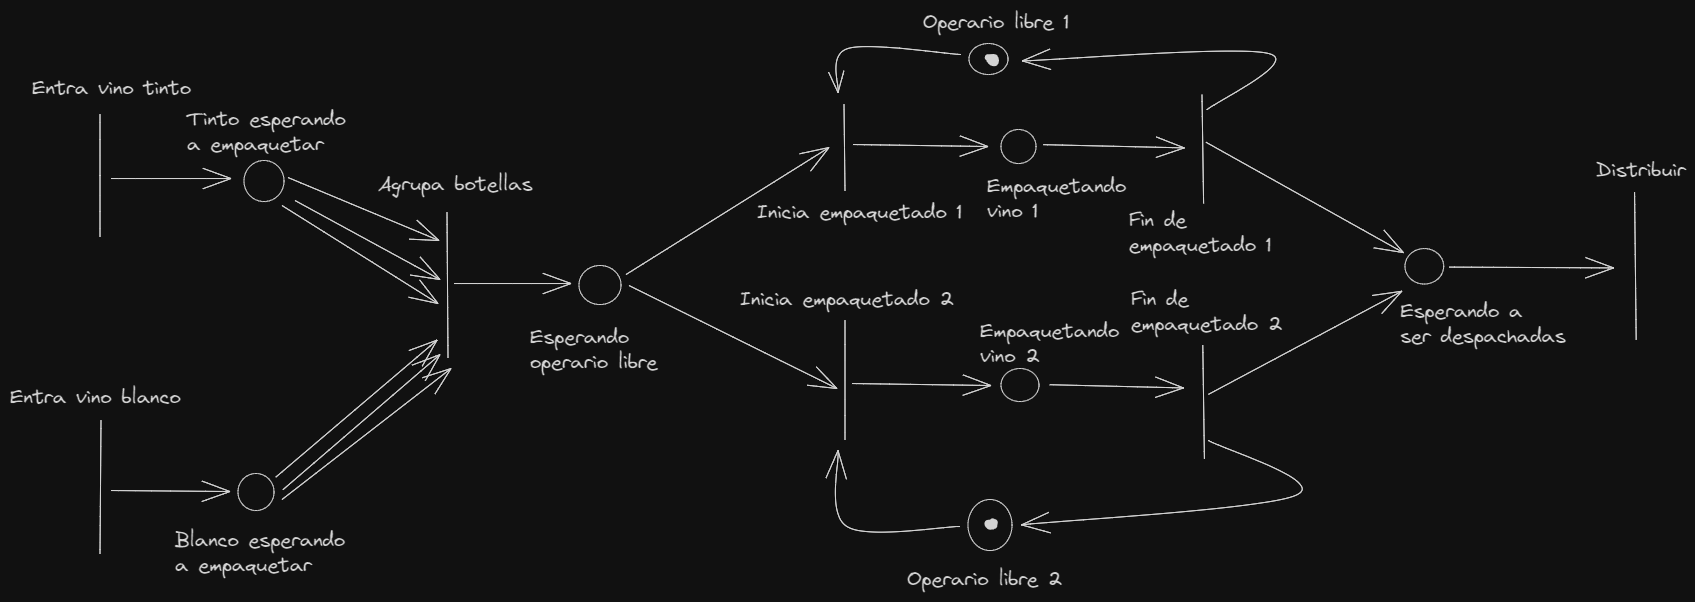 Operario libre 1
Entra vino tinto
Tinto esperando
a empaquetar
Agrupa botellas
Distribuir
Empaquetando
vino 1
Inicia empaquetado 1
Fin de
empaquetado 1
Inicia empaquetado 2
Fin de
empaquetado 2
Empaquetando
vino 2
Esperando a
ser despachadas
Esperando
operario libre
Entra vino blanco
Blanco esperando
a empaquetar
Operario libre 2